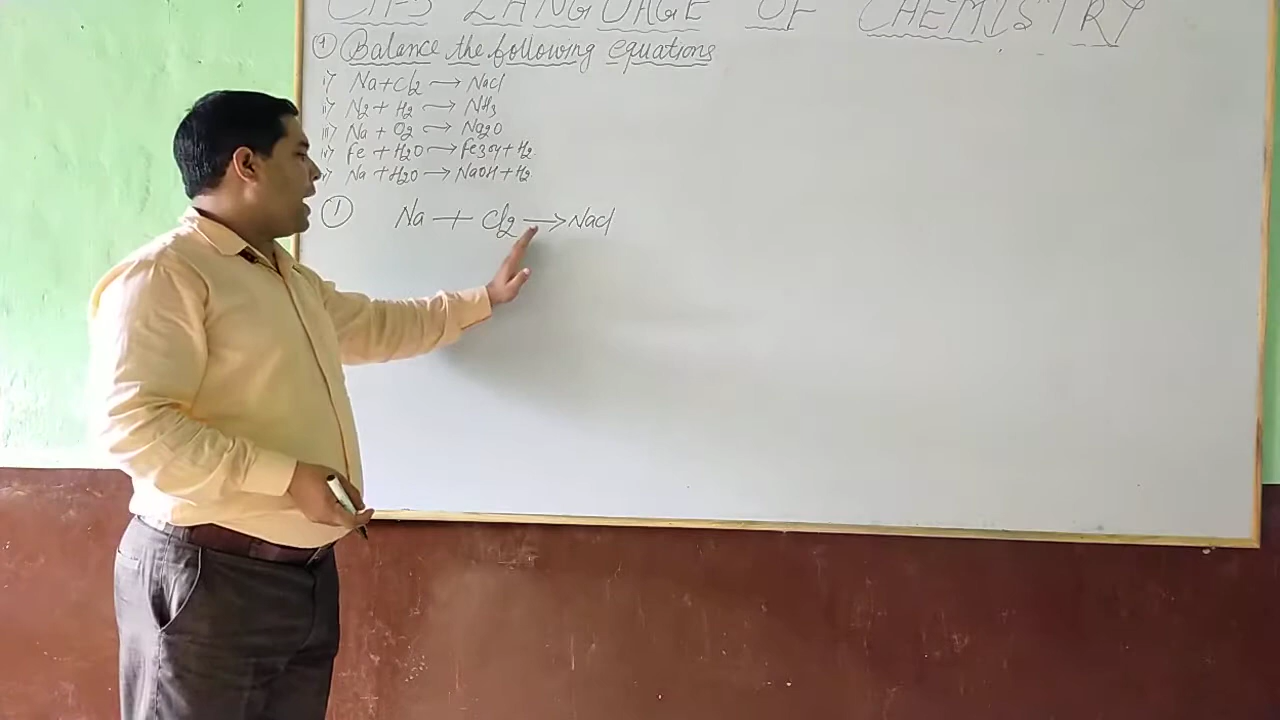 CH-5 LANGUAGE OF CHEMISTRY
① Balance the following equations
i) Na + Cl2 → NaCl
ii) N2 + H2 → NH3
iii) Na + O2 → Na2O
iv) Fe + H2O → Fe3O4 + H2
v) Na + H2O → NaOH + H2
① Na + Cl2 → NaCl